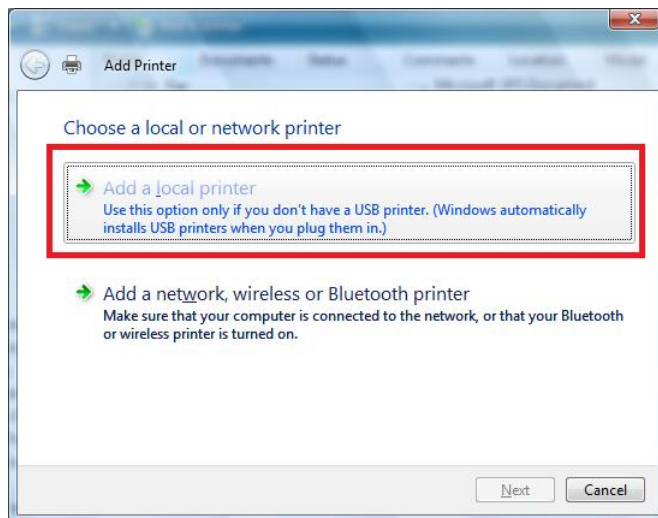 Add Printer
Choose a local or network printer
Add a local printer
Use this option only if you don't have a USB printer. (Windows automatically
installs USB printers when you plug them in.)
Add a network, wireless or Bluetooth printer
Make sure that your computer is connected to the network, or that your Bluetooth
or wireless printer is turned on.
Next Cancel